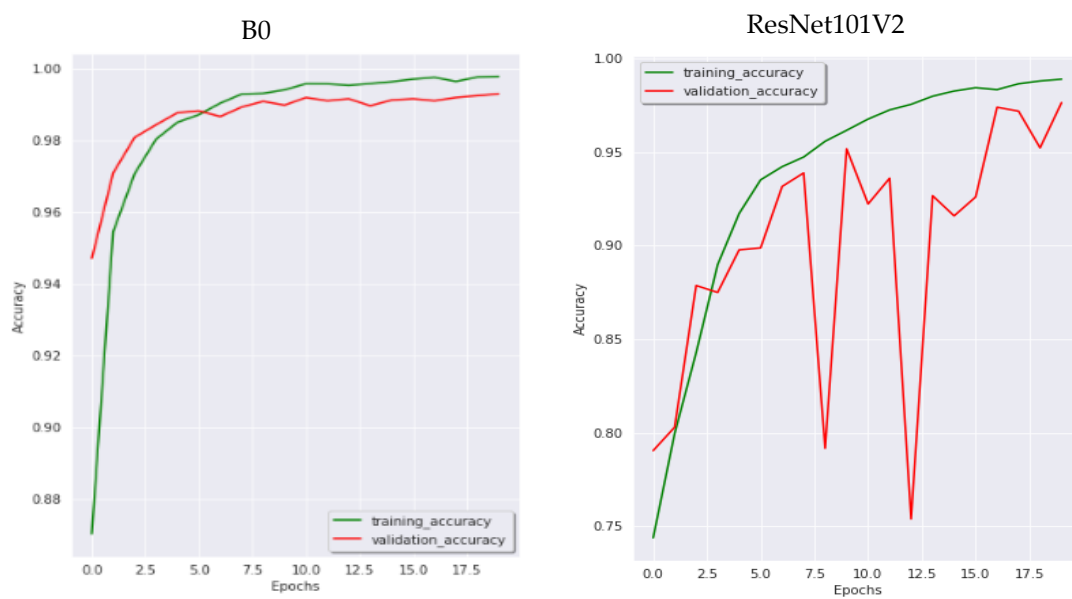 B0
1.00
0.98
0.96
0.94
0.92
0.90
0.88
Accuracy
training_accuracy
validation_accuracy
0.0 2.5 5.0 7.5 10.0 12.5 15.0 17.5
Epochs
ResNet101V2
training_accuracy
validation_accuracy
1.00
0.95
0.90
0.85
0.80
0.75
Accuracy
0.0 2.5 5.0 7.5 10.0 12.5 15.0 17.5
Epochs